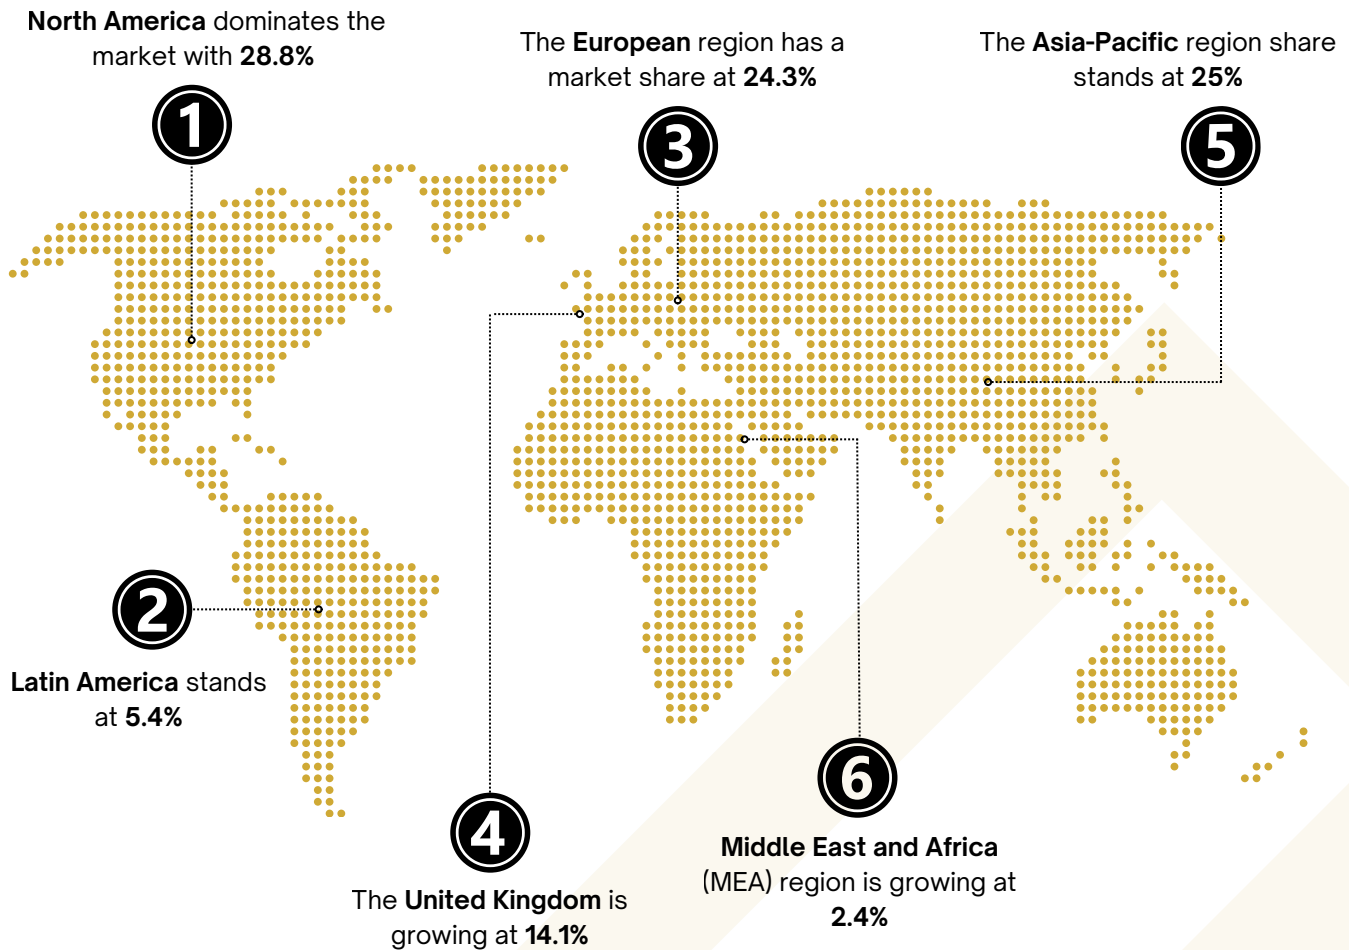 North America dominates the
market with 28.8%
1
The European region has a
market share at 24.3%
3
The Asia-Pacific region share
stands at 25%
5
2
Latin America stands
at 5.4%
4
The United Kingdom is
growing at 14.1%
6
Middle East and Africa
(MEA) region is growing at
2.4%